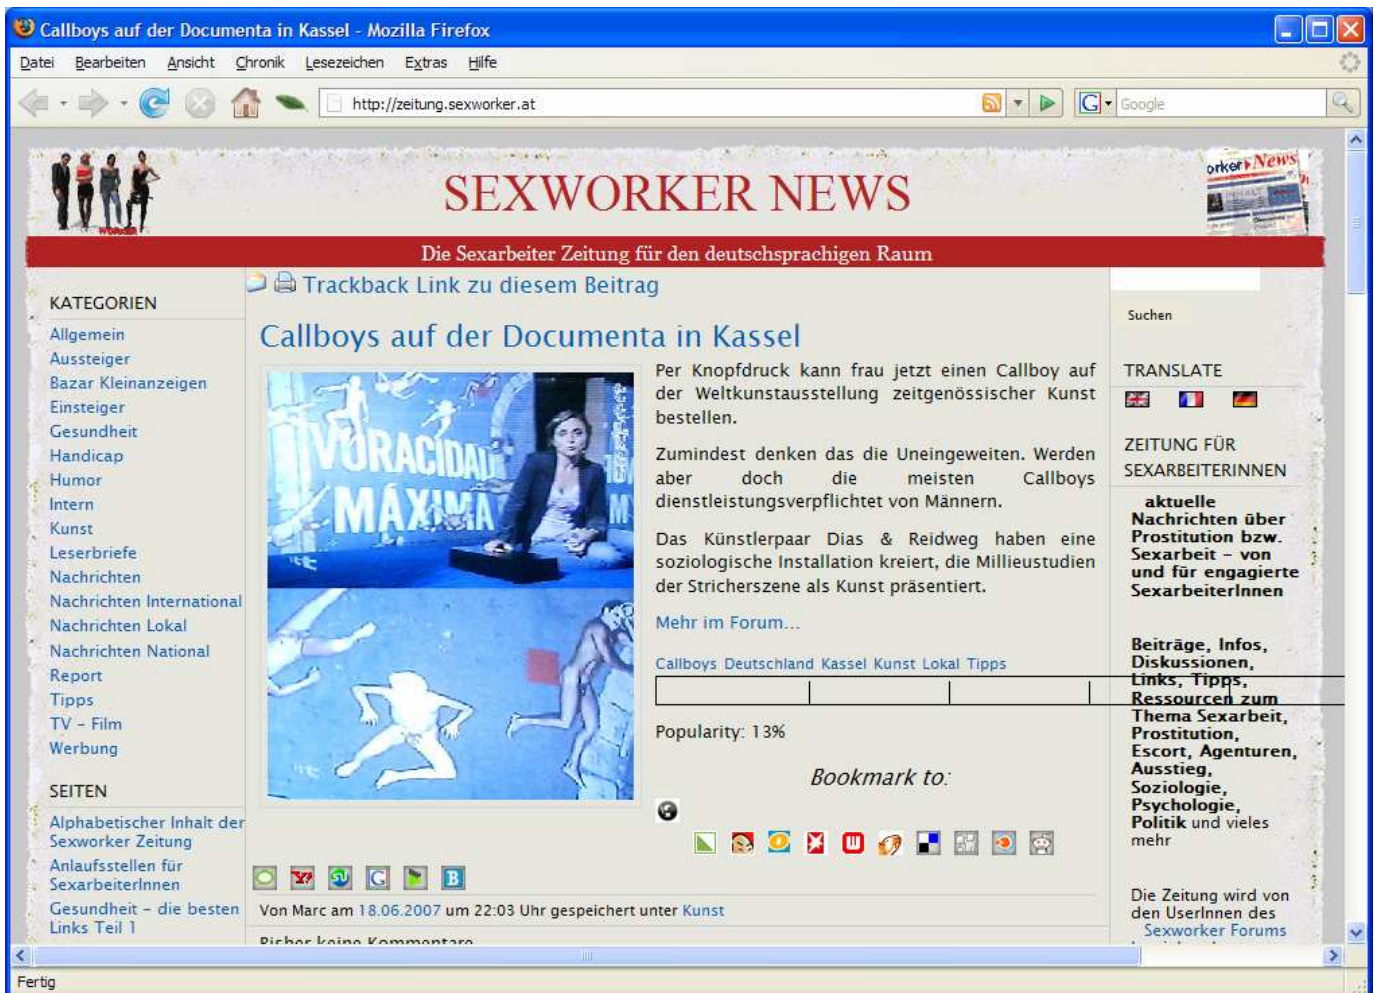 Callboys auf der Documenta in Kassel - Mozilla Firefox
Datei Bearbeiten Ansicht Chronik Lesezeichen Extras Hilfe
http://zeitung.sexworker.at
Google
SEXWORKER NEWS
orker News
WORKER
Die Sexarbeiter Zeitung für den deutschsprachigen Raum
KATEGORIEN
Allgemein
Aussteiger
Bazar Kleinanzeigen
Einsteiger
Gesundheit
Handicap
Humor
Intern
Kunst
Leserbriefe
Nachrichten
Nachrichten International
Nachrichten Lokal
Nachrichten National
Report
Tipps
TV – Film
Werbung
SEITEN
Alphabetischer Inhalt der
Sexworker Zeitung
Anlaufsstellen für
SexarbeiterInnen
Gesundheit – die besten
Links Teil 1
Trackback Link zu diesem Beitrag
Callboys auf der Documenta in Kassel
VORACIDAD
MÁXIMA
M
Per Knopfdruck kann frau jetzt einen Callboy auf
der Weltkunstausstellung zeitgenössischer Kunst
bestellen.
Zumindest denken das die Uneingeweiten. Werden
aber doch die meisten Callboys
dienstleistungsverpflichtet von Männern.
Das Künstlerpaar Dias & Reidweg haben eine
soziologische Installation kreiert, die Millieustudien
der Stricherszene als Kunst präsentiert.
Mehr im Forum...
Callboys Deutschland Kassel Kunst Lokal Tipps
Popularity: 13%
Bookmark to:
Von Marc am 18.06.2007 um 22:03 Uhr gespeichert unter Kunst
Bisher keine Kommentare
Suchen
TRANSLATE
ZEITUNG FÜR
SEXARBEITERINNEN
aktuelle
Nachrichten über
Prostitution bzw.
Sexarbeit – von
und für engagierte
SexarbeiterInnen
Beiträge, Infos,
Diskussionen,
Links, Tipps,
Ressourcen zum
Thema Sexarbeit,
Prostitution,
Escort, Agenturen,
Ausstieg,
Soziologie,
Psychologie,
Politik und vieles
mehr
Die Zeitung wird von
den UserInnen des
Sexworker Forums
Fertig